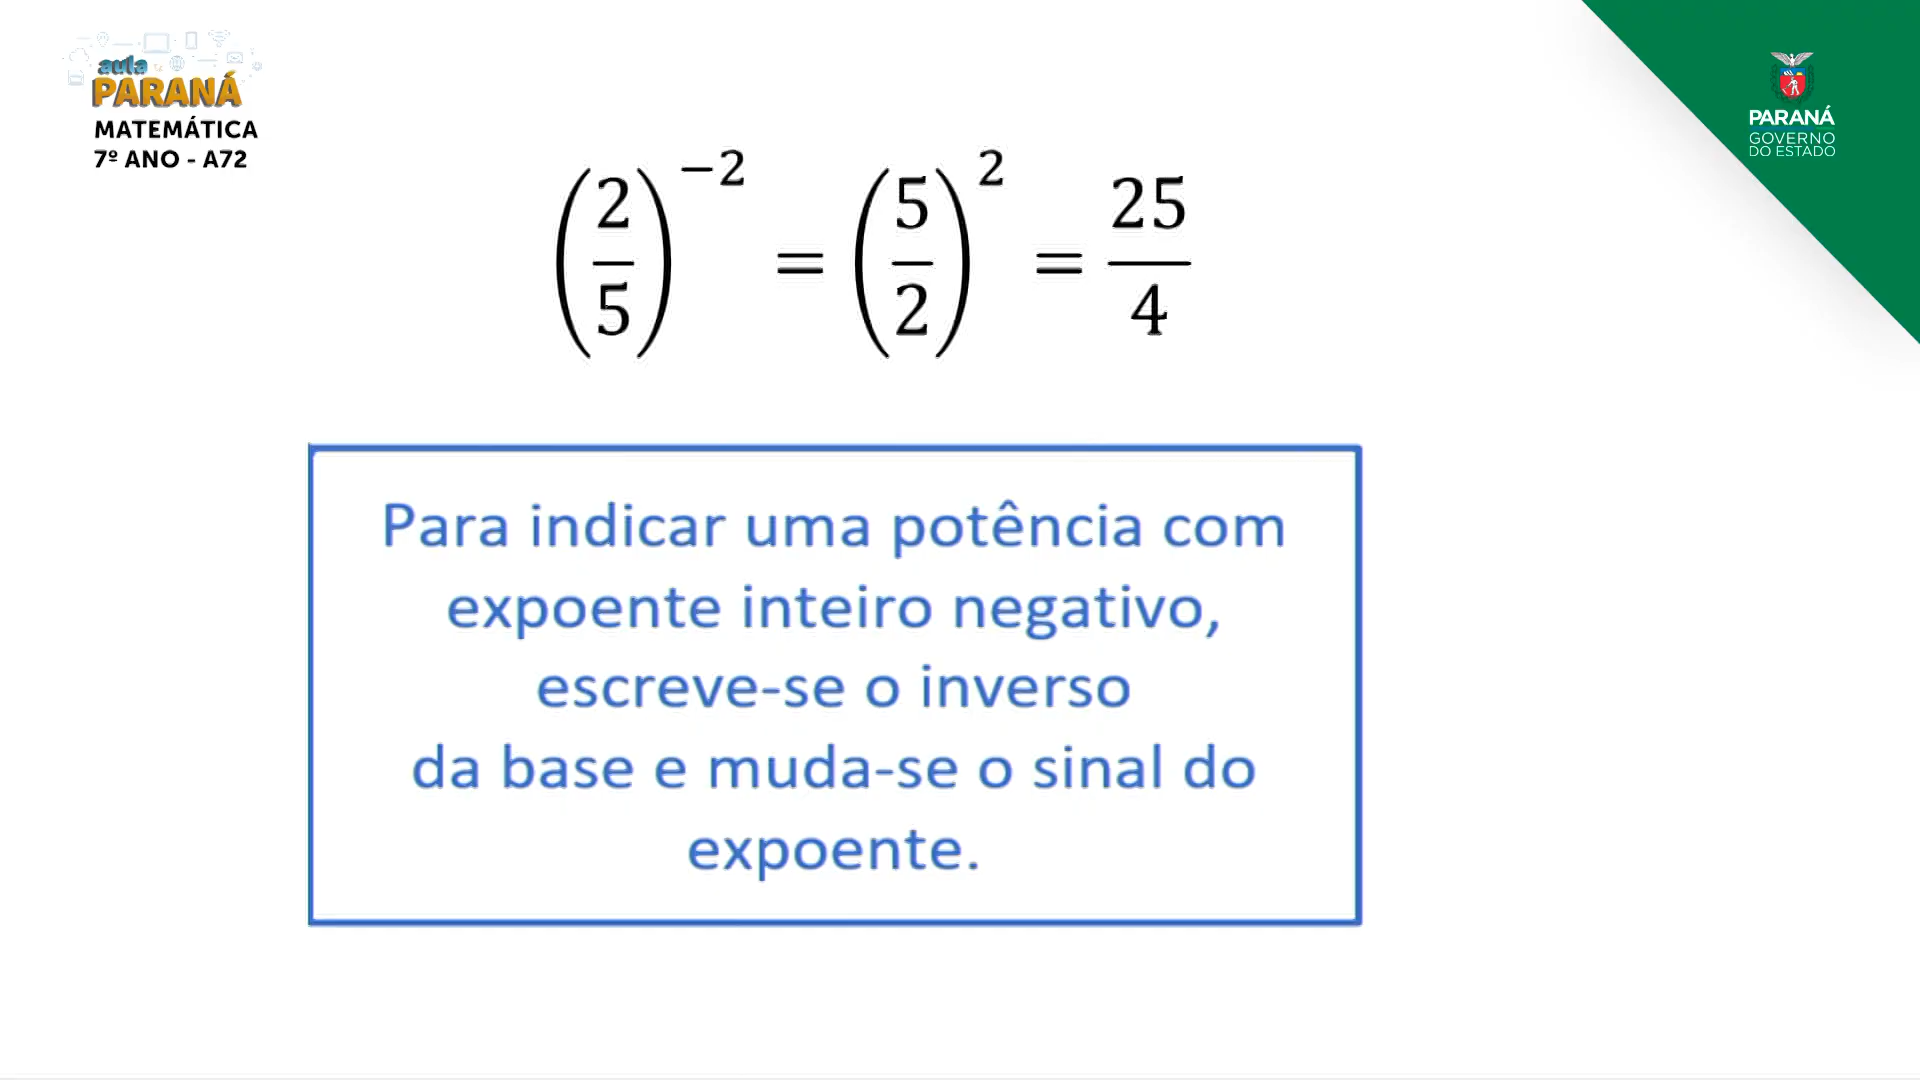 aula
PARANÁ
MATEMÁTICA
7º ANO - A72
PARANÁ
GOVERNO
DO ESTADO
(2/5)^−2 = (5/2)^2 = 25/4
Para indicar uma potência com
expoente inteiro negativo,
escreve-se o inverso
da base e muda-se o sinal do
expoente.